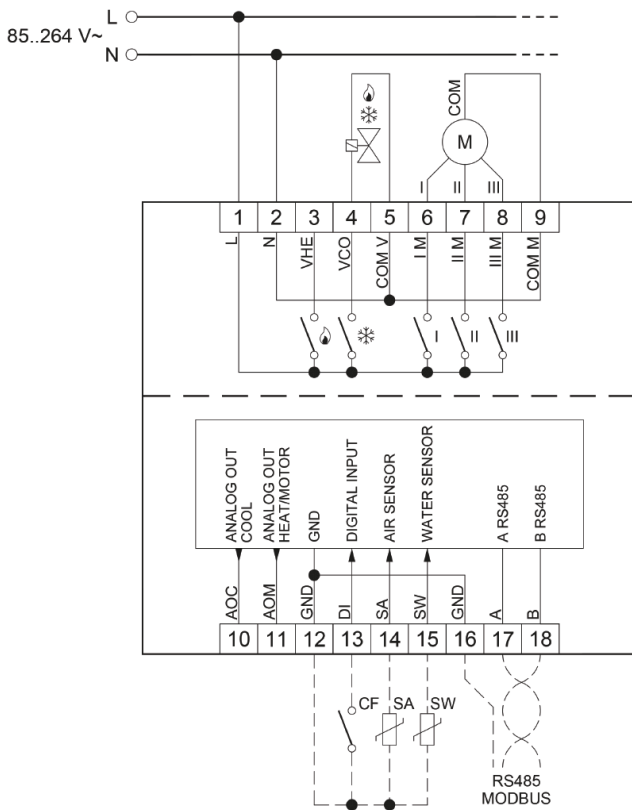 L
85..264 V~
N
COM
M
I II III
1 2 3 4 5 6 7 8 9
L N VHE VCO COM V I M II M III M COM M
I II III
ANALOG OUT
COOL
ANALOG OUT
HEAT/MOTOR
GND
DIGITAL INPUT
AIR SENSOR
WATER SENSOR
A RS485
B RS485
AOC AOM GND DI SA SW GND A B
10 11 12 13 14 15 16 17 18
CF SA SW
RS485
MODBUS